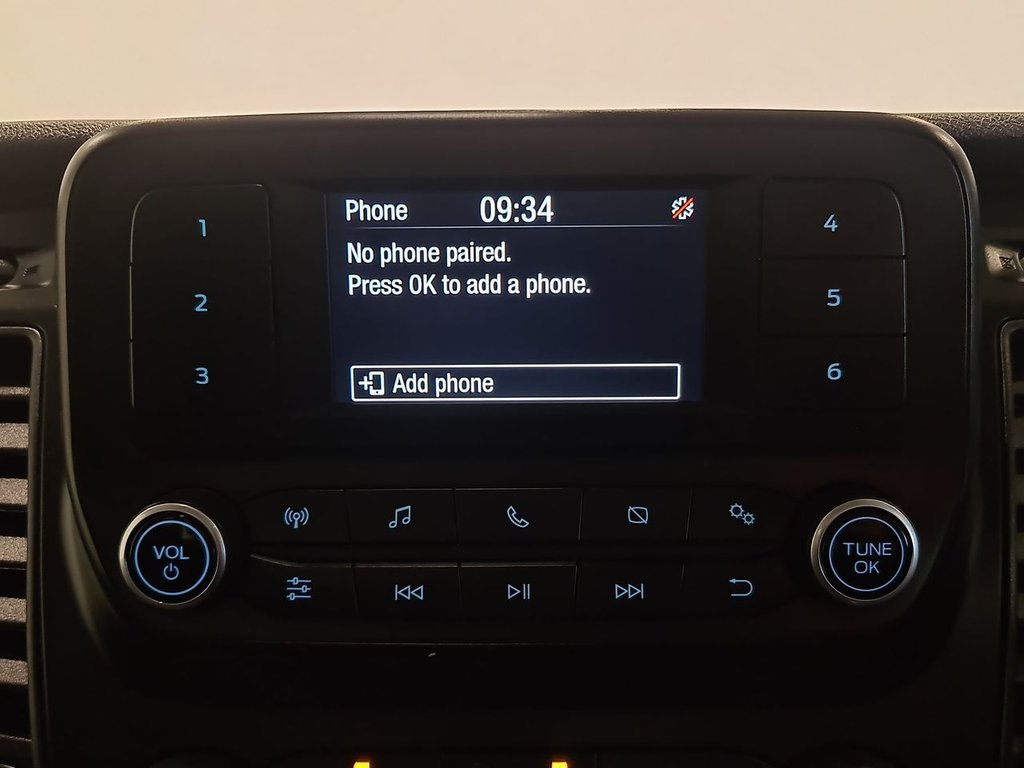 Phone 09:34
No phone paired.
Press OK to add a phone.
Add phone
1
2
3
4
5
6
VOL
TUNE
OK